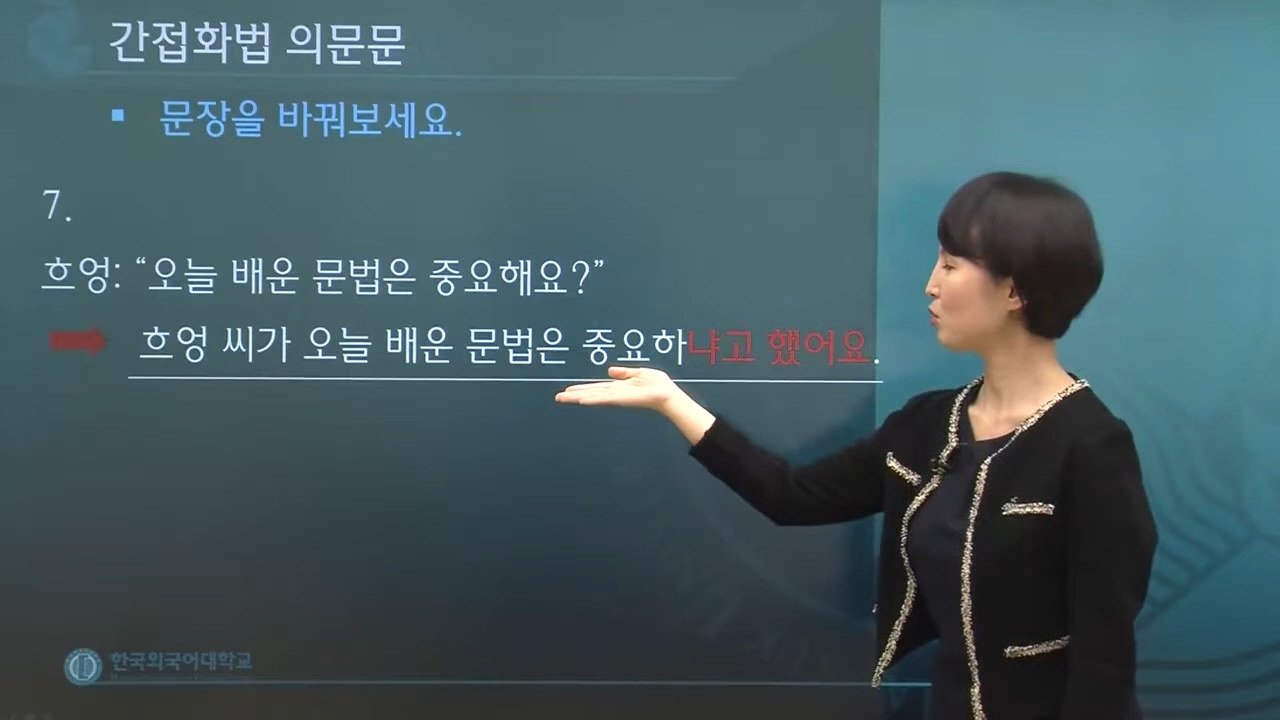 간접화법 의문문
▪ 문장을 바꿔보세요.
7.
흐엉: “오늘 배운 문법은 중요해요?”
흐엉 씨가 오늘 배운 문법은 중요하냐고 했어요.
한국외국어대학교